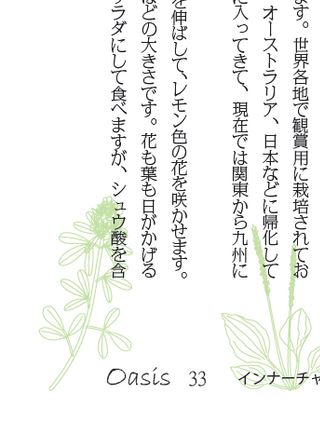 ます。世界各地で観賞用に栽培されてお
オーストラリア、日本などに帰化して
に入ってきて、現在では関東から九州に
を伸ばして、レモン色の花を咲かせます。
ほどの大きさです。花も葉も日がかげる
サラダにして食べますが、シュウ酸を含
Oasis 33 インナーチャ